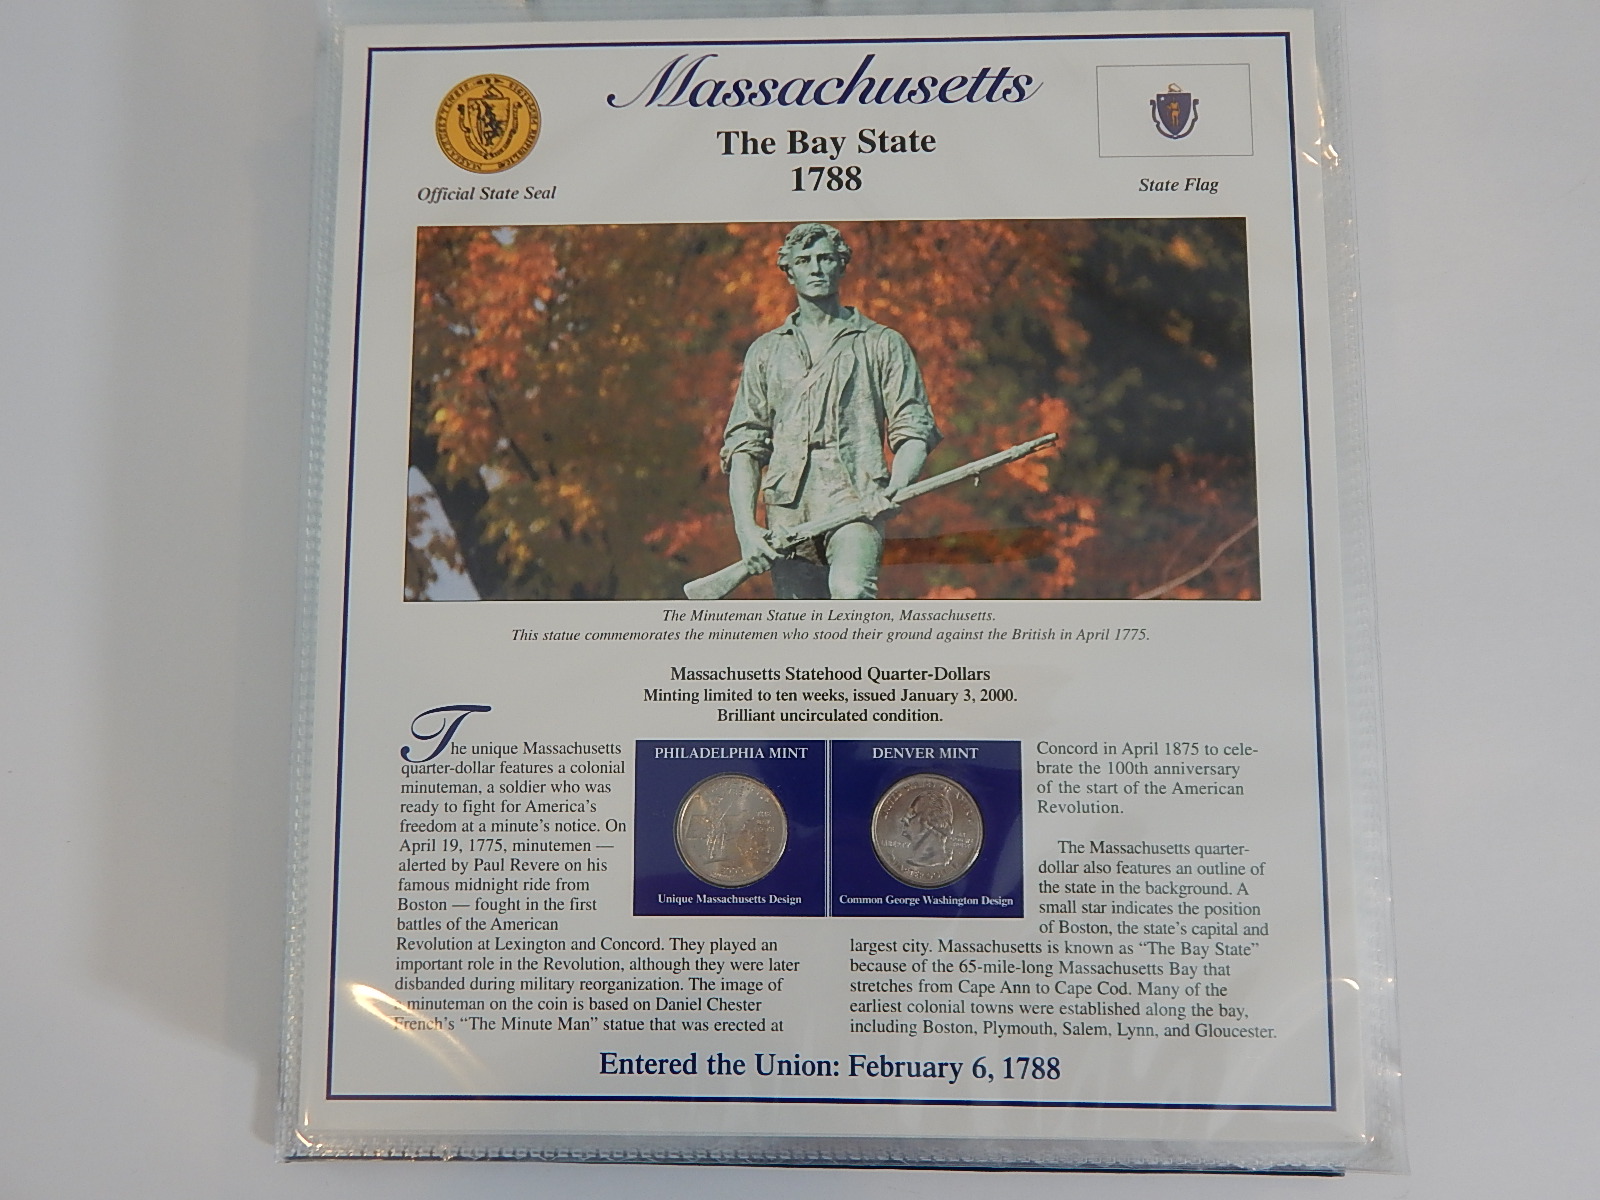 Massachusetts
The Bay State
1788
Official State Seal
State Flag
The Minuteman Statue in Lexington, Massachusetts.
This statue commemorates the minutemen who stood their ground against the British in April 1775.
Massachusetts Statehood Quarter-Dollars
Minting limited to ten weeks, issued January 3, 2000.
Brilliant uncirculated condition.
The unique Massachusetts
quarter-dollar features a colonial
minuteman, a soldier who was
ready to fight for America's
freedom at a minute's notice. On
April 19, 1775, minutemen —
alerted by Paul Revere on his
famous midnight ride from
Boston — fought in the first
battles of the American
Revolution at Lexington and Concord. They played an
important role in the Revolution, although they were later
disbanded during military reorganization. The image of
a minuteman on the coin is based on Daniel Chester
French's “The Minute Man” statue that was erected at
PHILADELPHIA MINT
Unique Massachusetts Design
DENVER MINT
Common George Washington Design
Concord in April 1875 to cele-
brate the 100th anniversary
of the start of the American
Revolution.
The Massachusetts quarter-
dollar also features an outline of
the state in the background. A
small star indicates the position
of Boston, the state's capital and
largest city. Massachusetts is known as “The Bay State”
because of the 65-mile-long Massachusetts Bay that
stretches from Cape Ann to Cape Cod. Many of the
earliest colonial towns were established along the bay,
including Boston, Plymouth, Salem, Lynn, and Gloucester.
Entered the Union: February 6, 1788